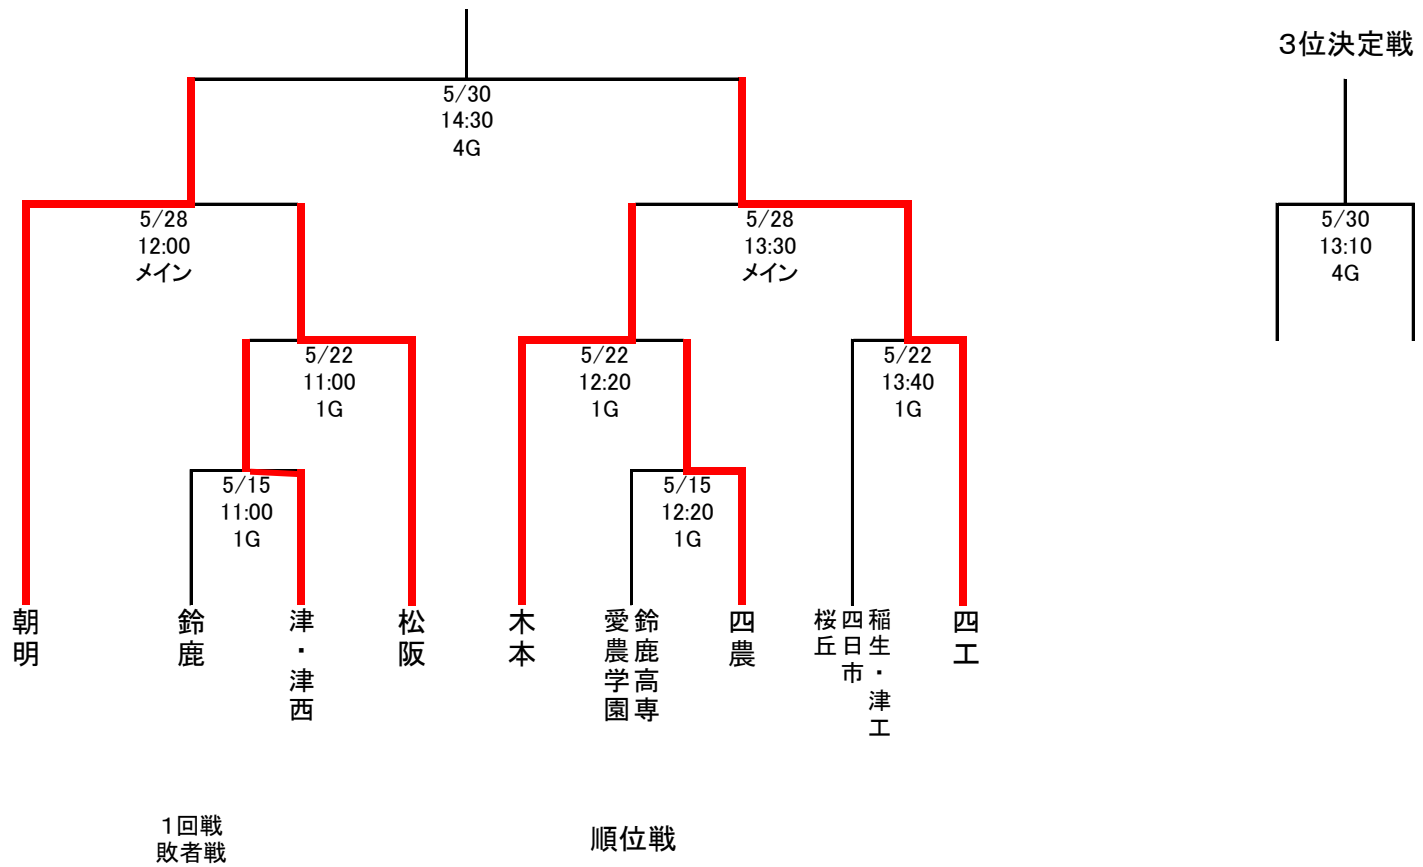 3位決定戦
5/30
14:30
4G
5/28
12:00
メイン
5/28
13:30
メイン
5/30
13:10
4G
5/22
11:00
1G
5/22
12:20
1G
5/22
13:40
1G
5/15
11:00
1G
5/15
12:20
1G
朝明
鈴鹿
津・津西
松阪
木本
鈴鹿高専
愛農学園
四農
稲生・津工
四日市
桜丘
四工
1回戦
敗者戦
順位戦